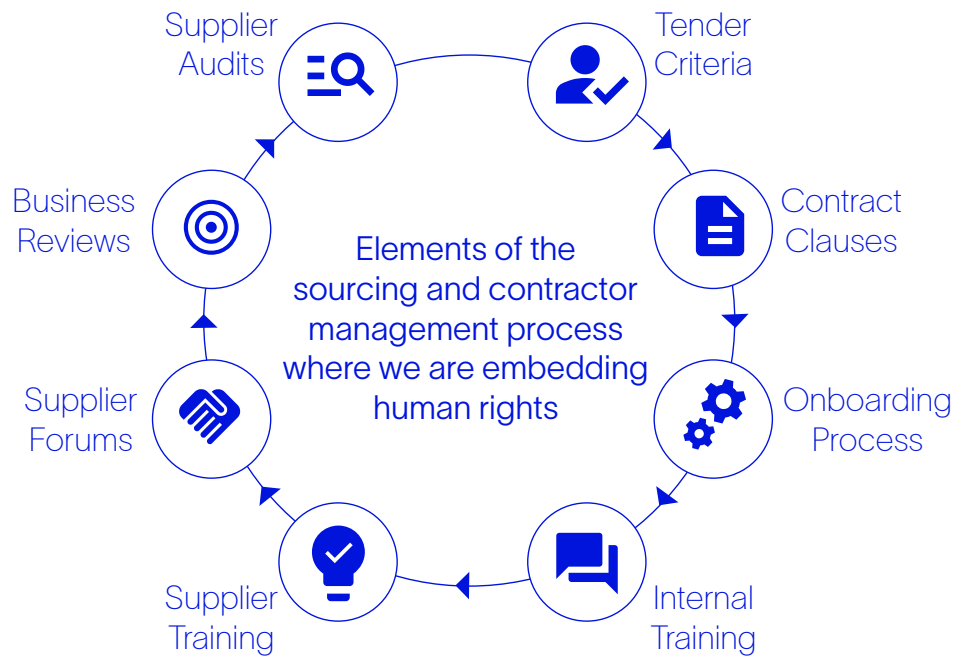 Supplier
Audits
Tender
Criteria
Business
Reviews
Contract
Clauses
Elements of the
sourcing and contractor
management process
where we are embedding
human rights
Supplier
Forums
Onboarding
Process
Supplier
Training
Internal
Training